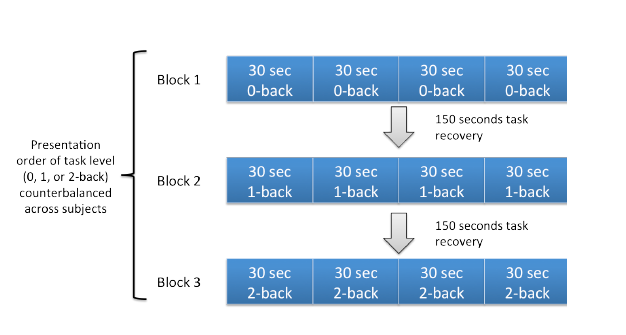 Presentation
order of task level
(0, 1, or 2-back)
counterbalanced
across subjects
Block 1
30 sec 30 sec 30 sec 30 sec
0-back 0-back 0-back 0-back
150 seconds task
recovery
Block 2
30 sec 30 sec 30 sec 30 sec
1-back 1-back 1-back 1-back
150 seconds task
recovery
Block 3
30 sec 30 sec 30 sec 30 sec
2-back 2-back 2-back 2-back